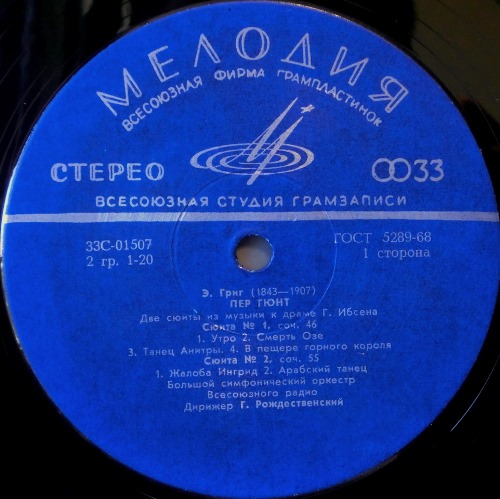 МЕЛОДИЯ
ВСЕСОЮЗНАЯ ФИРМА ГРАМПЛАСТИНОК
СТЕРЕО 33
ВСЕСОЮЗНАЯ СТУДИЯ ГРАМЗАПИСИ
33С-01507 ГОСТ 5289-68
2 гр. 1-20 1 сторона
Э. Григ (1843—1907)
ПЕР ГЮНТ
Две сюиты из музыки к драме Г. Ибсена
Сюита № 1, соч. 46
1. Утро 2. Смерть Озе
3. Танец Анитры. 4. В пещере горного короля
Сюита № 2, соч. 55
1. Жалоба Ингрид 2. Арабский танец
Большой симфонический оркестр
Всесоюзного радио
Дирижер Г. Рождественский